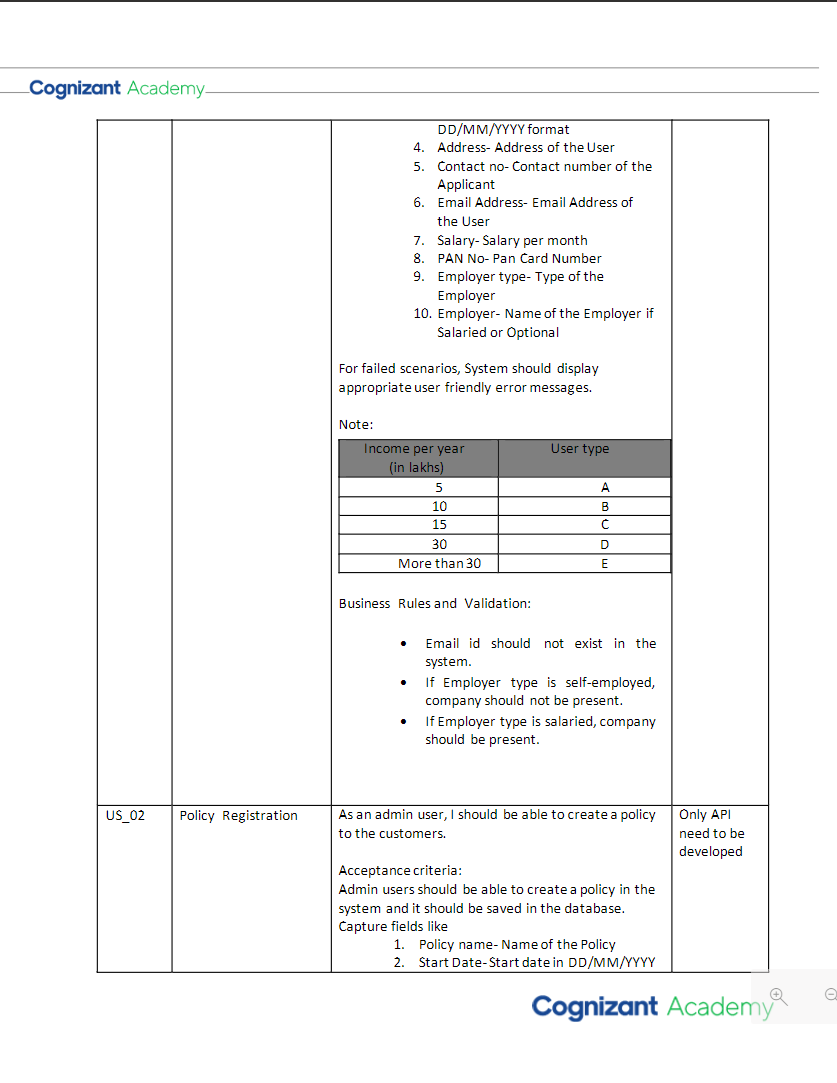 Cognizant Academy
DD/MM/YYYY format
4. Address- Address of the User
5. Contact no- Contact number of the
Applicant
6. Email Address- Email Address of
the User
7. Salary- Salary per month
8. PAN No- Pan Card Number
9. Employer type- Type of the
Employer
10. Employer- Name of the Employer if
Salaried or Optional
For failed scenarios, System should display
appropriate user friendly error messages.
Note:
Income per year
(in lakhs)
User type
5 A
10 B
15 C
30 D
More than 30 E
Business Rules and Validation:
• Email id should not exist in the
system.
• If Employer type is self-employed,
company should not be present.
• If Employer type is salaried, company
should be present.
US_02
Policy Registration
As an admin user, I should be able to create a policy
to the customers.
Acceptance criteria:
Admin users should be able to create a policy in the
system and it should be saved in the database.
Capture fields like
1. Policy name- Name of the Policy
2. Start Date- Start date in DD/MM/YYYY
Only API
need to be
developed
Cognizant Academy